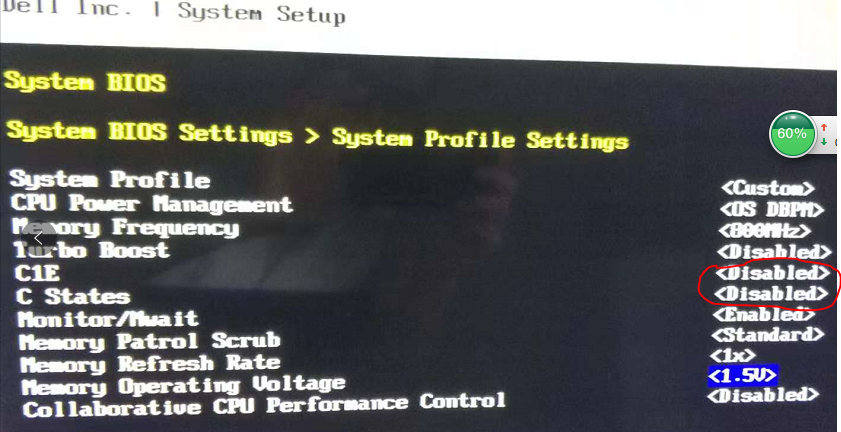 Dell Inc. | System Setup
System BIOS
System BIOS Settings > System Profile Settings
60%
System Profile <Custom>
CPU Power Management <OS DBPM>
Memory Frequency <800MHz>
Turbo Boost <Disabled>
C1E <Disabled>
C States <Disabled>
Monitor/Mwait <Enabled>
Memory Patrol Scrub <Standard>
Memory Refresh Rate <1x>
Memory Operating Voltage <1.5V>
Collaborative CPU Performance Control <Disabled>